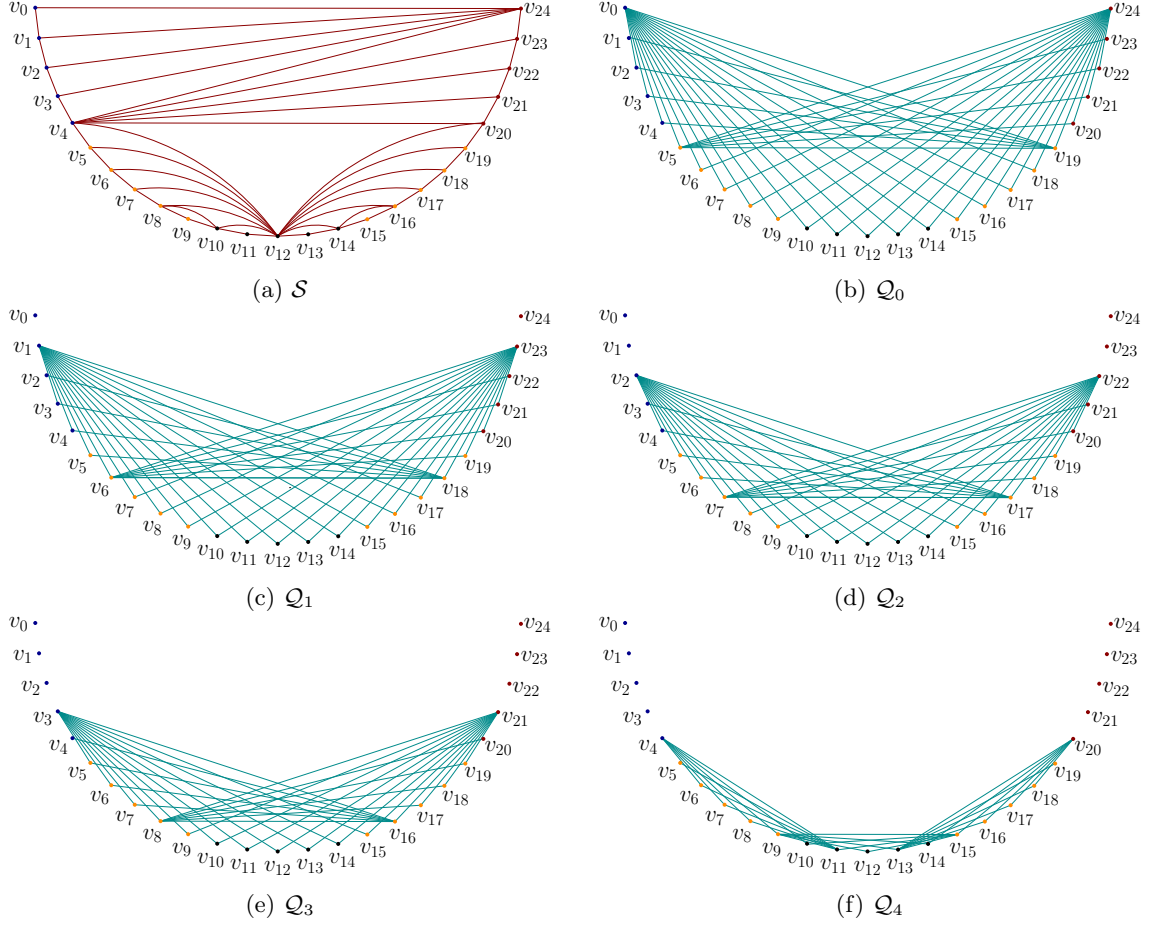 v₀ v₂₄ v₀ v₂₄
v₁ v₂₃ v₁ v₂₃
v₂ v₂₂ v₂ v₂₂
v₃ v₂₁ v₃ v₂₁
v₄ v₂₀ v₄ v₂₀
v₅ v₁₉ v₅ v₁₉
v₆ v₁₈ v₆ v₁₈
v₇ v₁₇ v₇ v₁₇
v₈ v₁₆ v₈ v₁₆
v₉ v₁₅ v₉ v₁₅
v₁₀ v₁₄ v₁₀ v₁₄
v₁₁ v₁₂ v₁₃ v₁₁ v₁₂ v₁₃
(a) 𝒮 (b) 𝒬₀
v₀ v₂₄ v₀ v₂₄
v₁ v₂₃ v₁ v₂₃
v₂ v₂₂ v₂ v₂₂
v₃ v₂₁ v₃ v₂₁
v₄ v₂₀ v₄ v₂₀
v₅ v₁₉ v₅ v₁₉
v₆ v₁₈ v₆ v₁₈
v₇ v₁₇ v₇ v₁₇
v₈ v₁₆ v₈ v₁₆
v₉ v₁₅ v₉ v₁₅
v₁₀ v₁₄ v₁₀ v₁₄
v₁₁ v₁₂ v₁₃ v₁₁ v₁₂ v₁₃
(c) 𝒬₁ (d) 𝒬₂
v₀ v₂₄ v₀ v₂₄
v₁ v₂₃ v₁ v₂₃
v₂ v₂₂ v₂ v₂₂
v₃ v₂₁ v₃ v₂₁
v₄ v₂₀ v₄ v₂₀
v₅ v₁₉ v₅ v₁₉
v₆ v₁₈ v₆ v₁₈
v₇ v₁₇ v₇ v₁₇
v₈ v₁₆ v₈ v₁₆
v₉ v₁₅ v₉ v₁₅
v₁₀ v₁₄ v₁₀ v₁₄
v₁₁ v₁₂ v₁₃ v₁₁ v₁₂ v₁₃
(e) 𝒬₃ (f) 𝒬₄